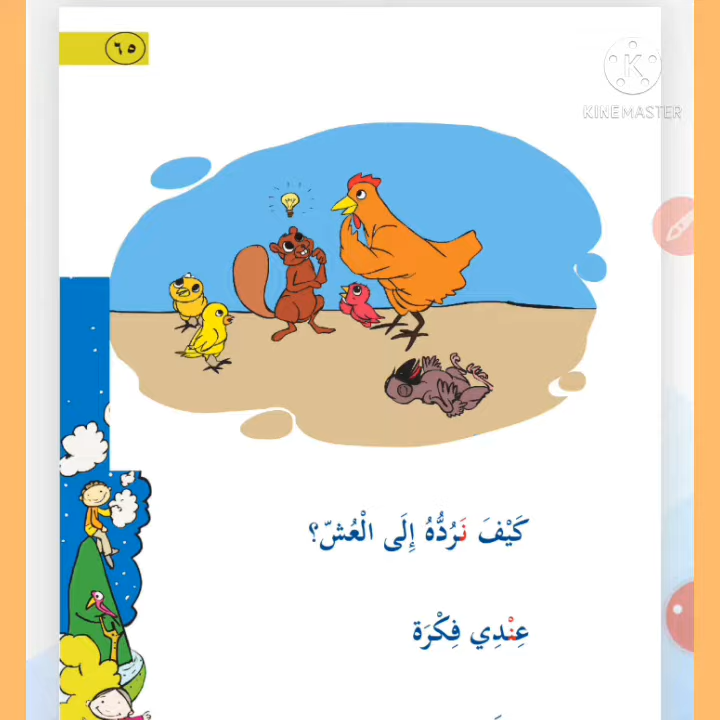 ٦٥
K
KINEMASTER
كَيْفَ نَرُدُّهُ إِلَى الْعُشّ؟
عِنْدِي فِكْرَة